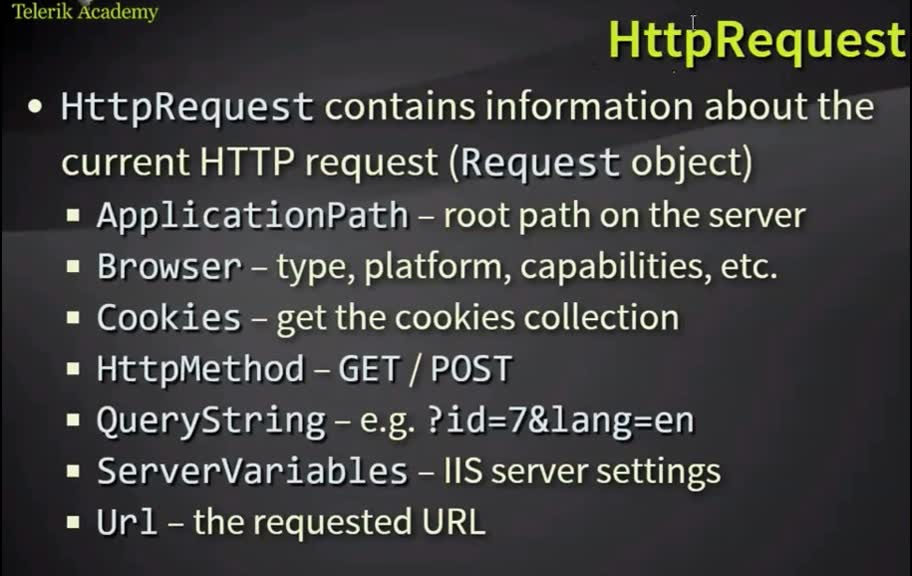 Telerik Academy
HttpRequest
• HttpRequest contains information about the
current HTTP request (Request object)
▪ ApplicationPath – root path on the server
▪ Browser – type, platform, capabilities, etc.
▪ Cookies – get the cookies collection
▪ HttpMethod – GET / POST
▪ QueryString – e.g. ?id=7&lang=en
▪ ServerVariables – IIS server settings
▪ Url – the requested URL